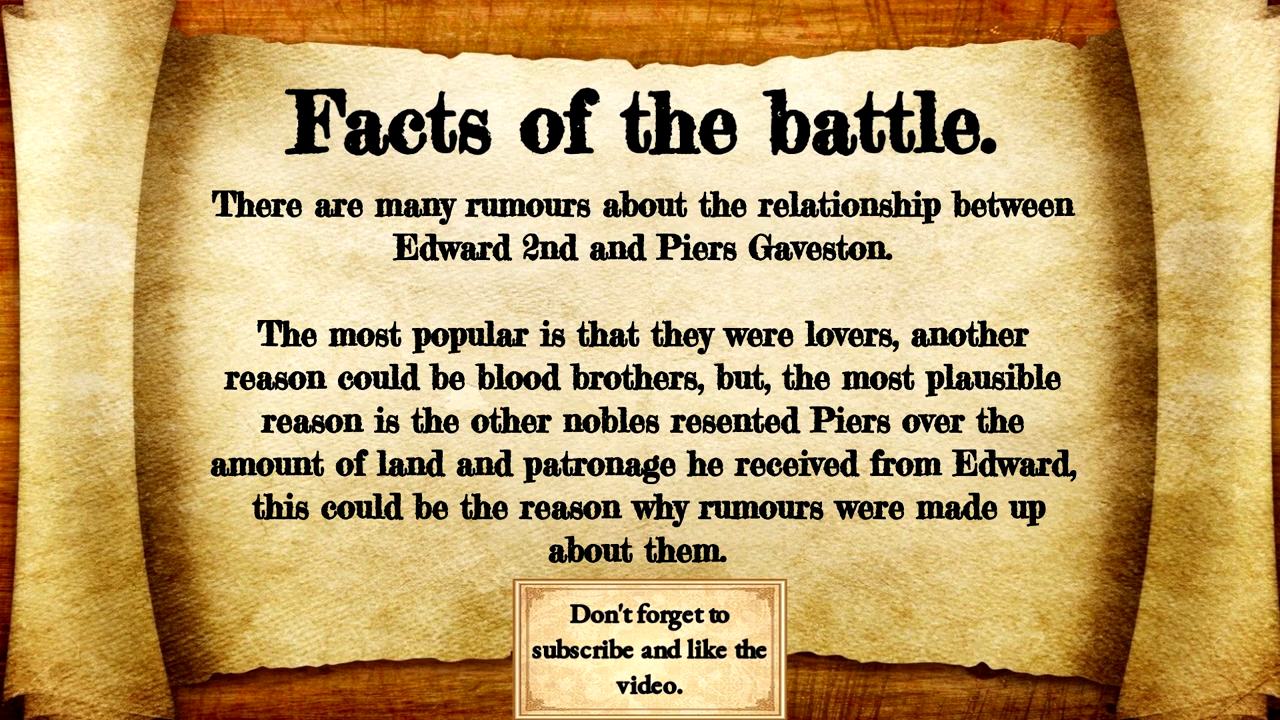 Facts of the battle.
There are many rumours about the relationship between
Edward 2nd and Piers Gaveston.
The most popular is that they were lovers, another
reason could be blood brothers, but, the most plausible
reason is the other nobles resented Piers over the
amount of land and patronage he received from Edward,
this could be the reason why rumours were made up
about them.
Don't forget to
subscribe and like the
video.